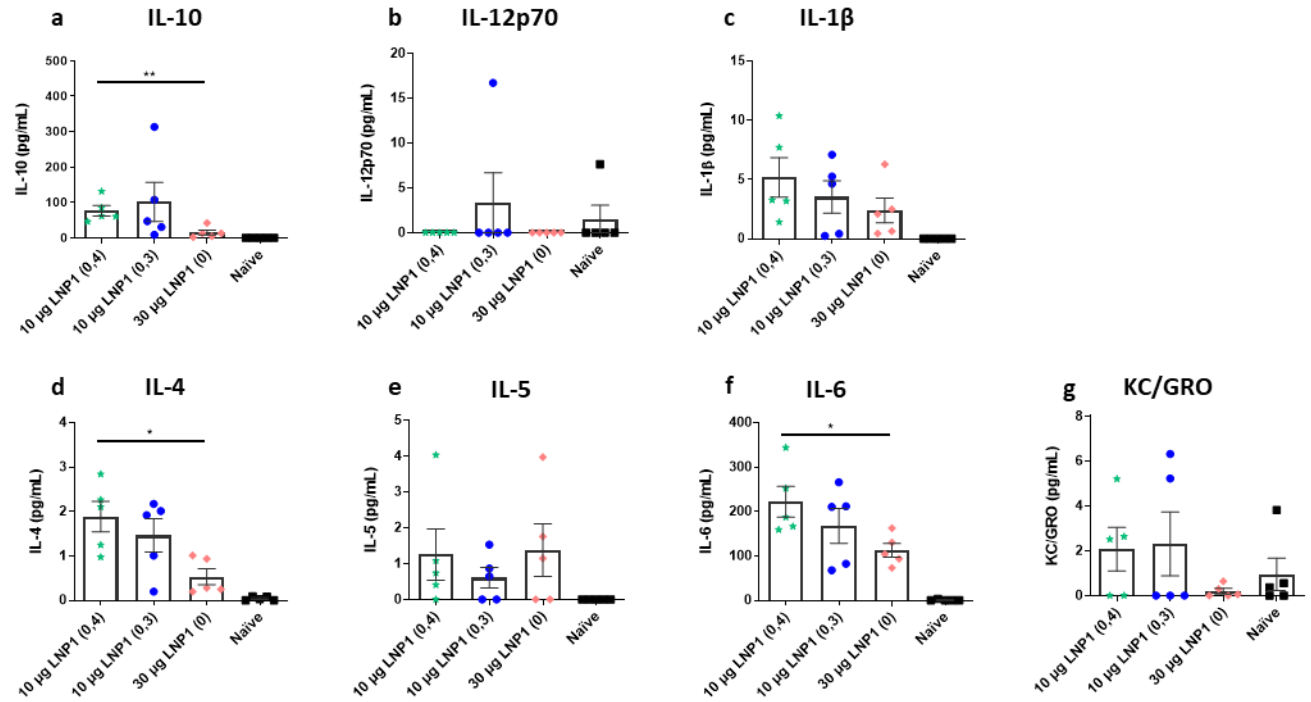 a IL-10
500
400
300
200
100
0
IL-10 (pg/mL)
**
10 µg LNP1 (0,4)
10 µg LNP1 (0,3)
30 µg LNP1 (0)
Naïve
b IL-12p70
20
15
10
5
0
IL-12p70 (pg/mL)
10 µg LNP1 (0,4)
10 µg LNP1 (0,3)
30 µg LNP1 (0)
Naïve
c IL-1β
15
10
5
0
IL-1β (pg/mL)
10 µg LNP1 (0,4)
10 µg LNP1 (0,3)
30 µg LNP1 (0)
Naïve
d IL-4
4
3
2
1
0
IL-4 (pg/mL)
*
10 µg LNP1 (0,4)
10 µg LNP1 (0,3)
30 µg LNP1 (0)
Naïve
e IL-5
5
4
3
2
1
0
IL-5 (pg/mL)
10 µg LNP1 (0,4)
10 µg LNP1 (0,3)
30 µg LNP1 (0)
Naïve
f IL-6
400
300
200
100
0
IL-6 (pg/mL)
*
10 µg LNP1 (0,4)
10 µg LNP1 (0,3)
30 µg LNP1 (0)
Naïve
g KC/GRO
8
6
4
2
0
KC/GRO (pg/mL)
10 µg LNP1 (0,4)
10 µg LNP1 (0,3)
30 µg LNP1 (0)
Naïve